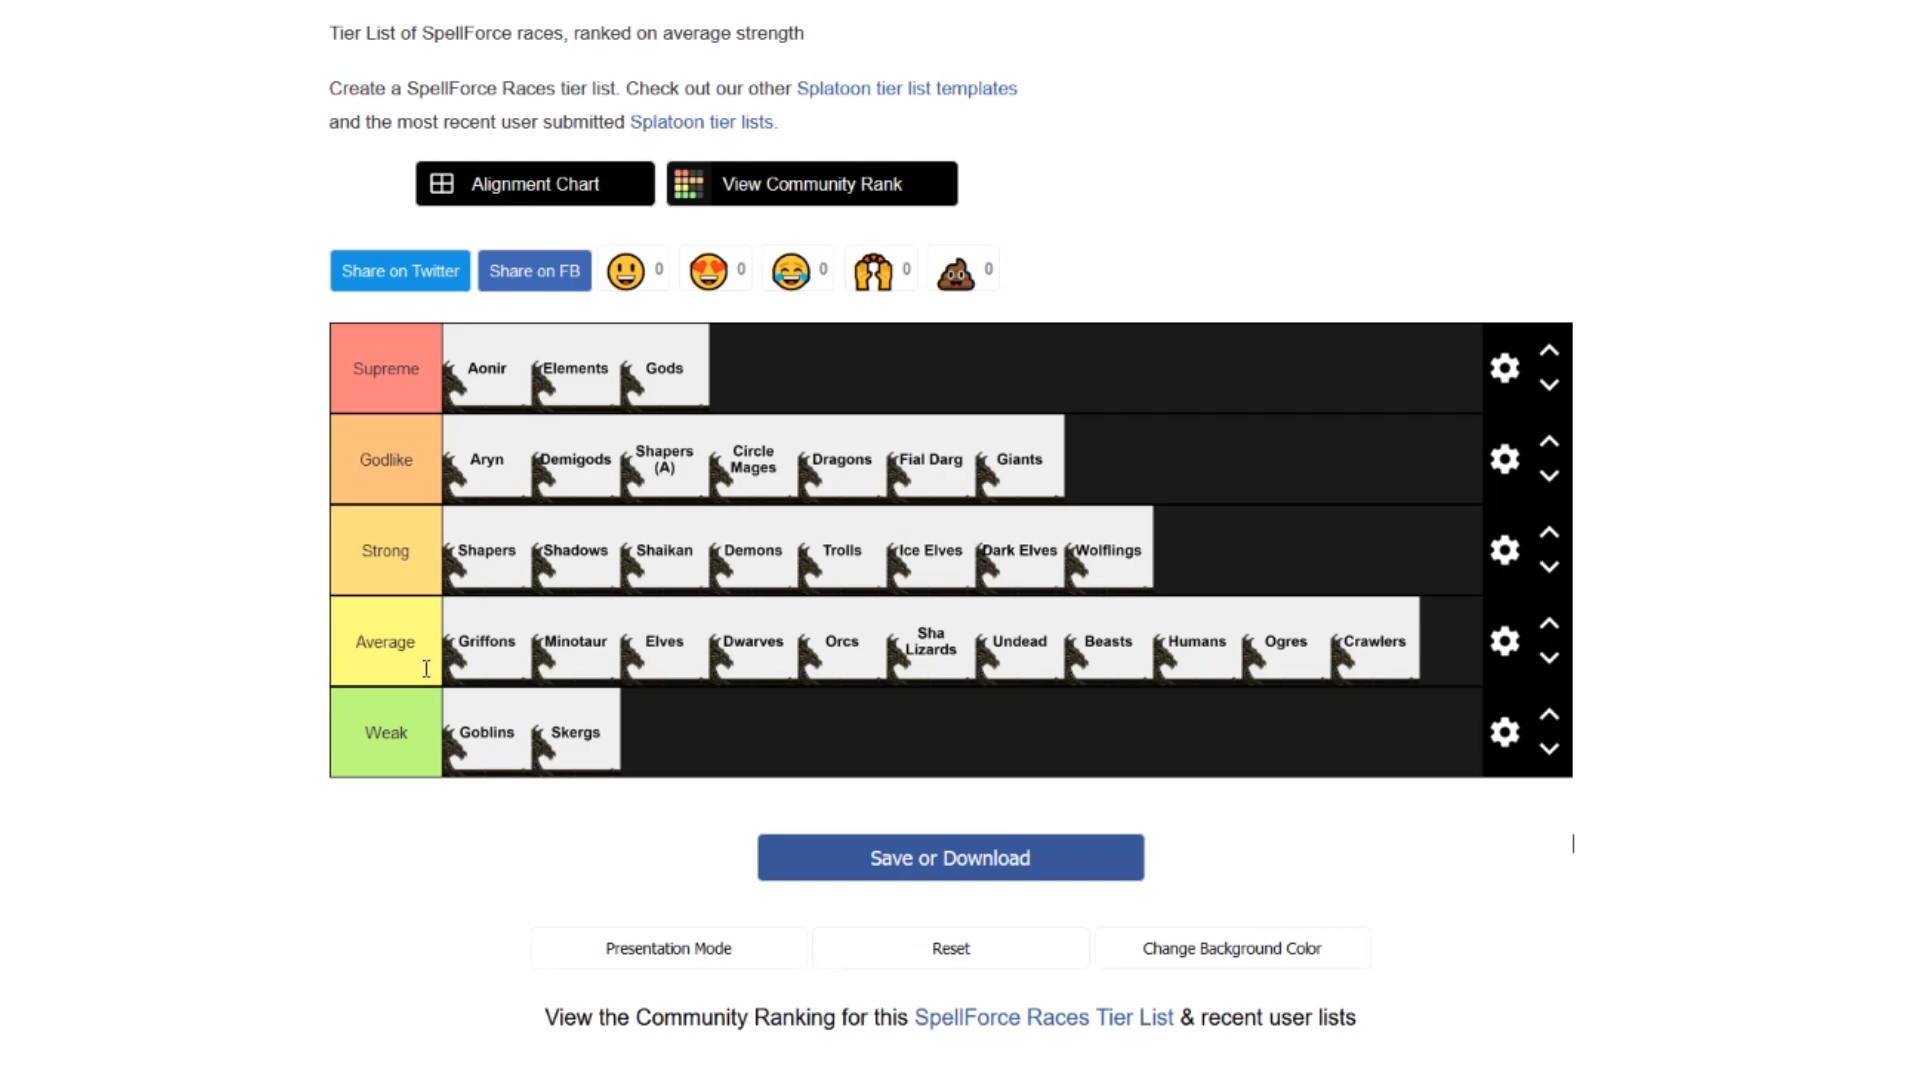 Tier List of SpellForce races, ranked on average strength
Create a SpellForce Races tier list. Check out our other Splatoon tier list templates
and the most recent user submitted Splatoon tier lists.
Alignment Chart View Community Rank
Share on Twitter Share on FB 0 0 0 0 0
Supreme Aonir Elements Gods
Godlike Aryn Demigods Shapers (A) Circle Mages Dragons Fial Darg Giants
Strong Shapers Shadows Shaikan Demons Trolls Ice Elves Dark Elves Wolflings
Average Griffons Minotaur Elves Dwarves Orcs Sha Lizards Undead Beasts Humans Ogres Crawlers
Weak Goblins Skergs
Save or Download
Presentation Mode Reset Change Background Color
View the Community Ranking for this SpellForce Races Tier List & recent user lists